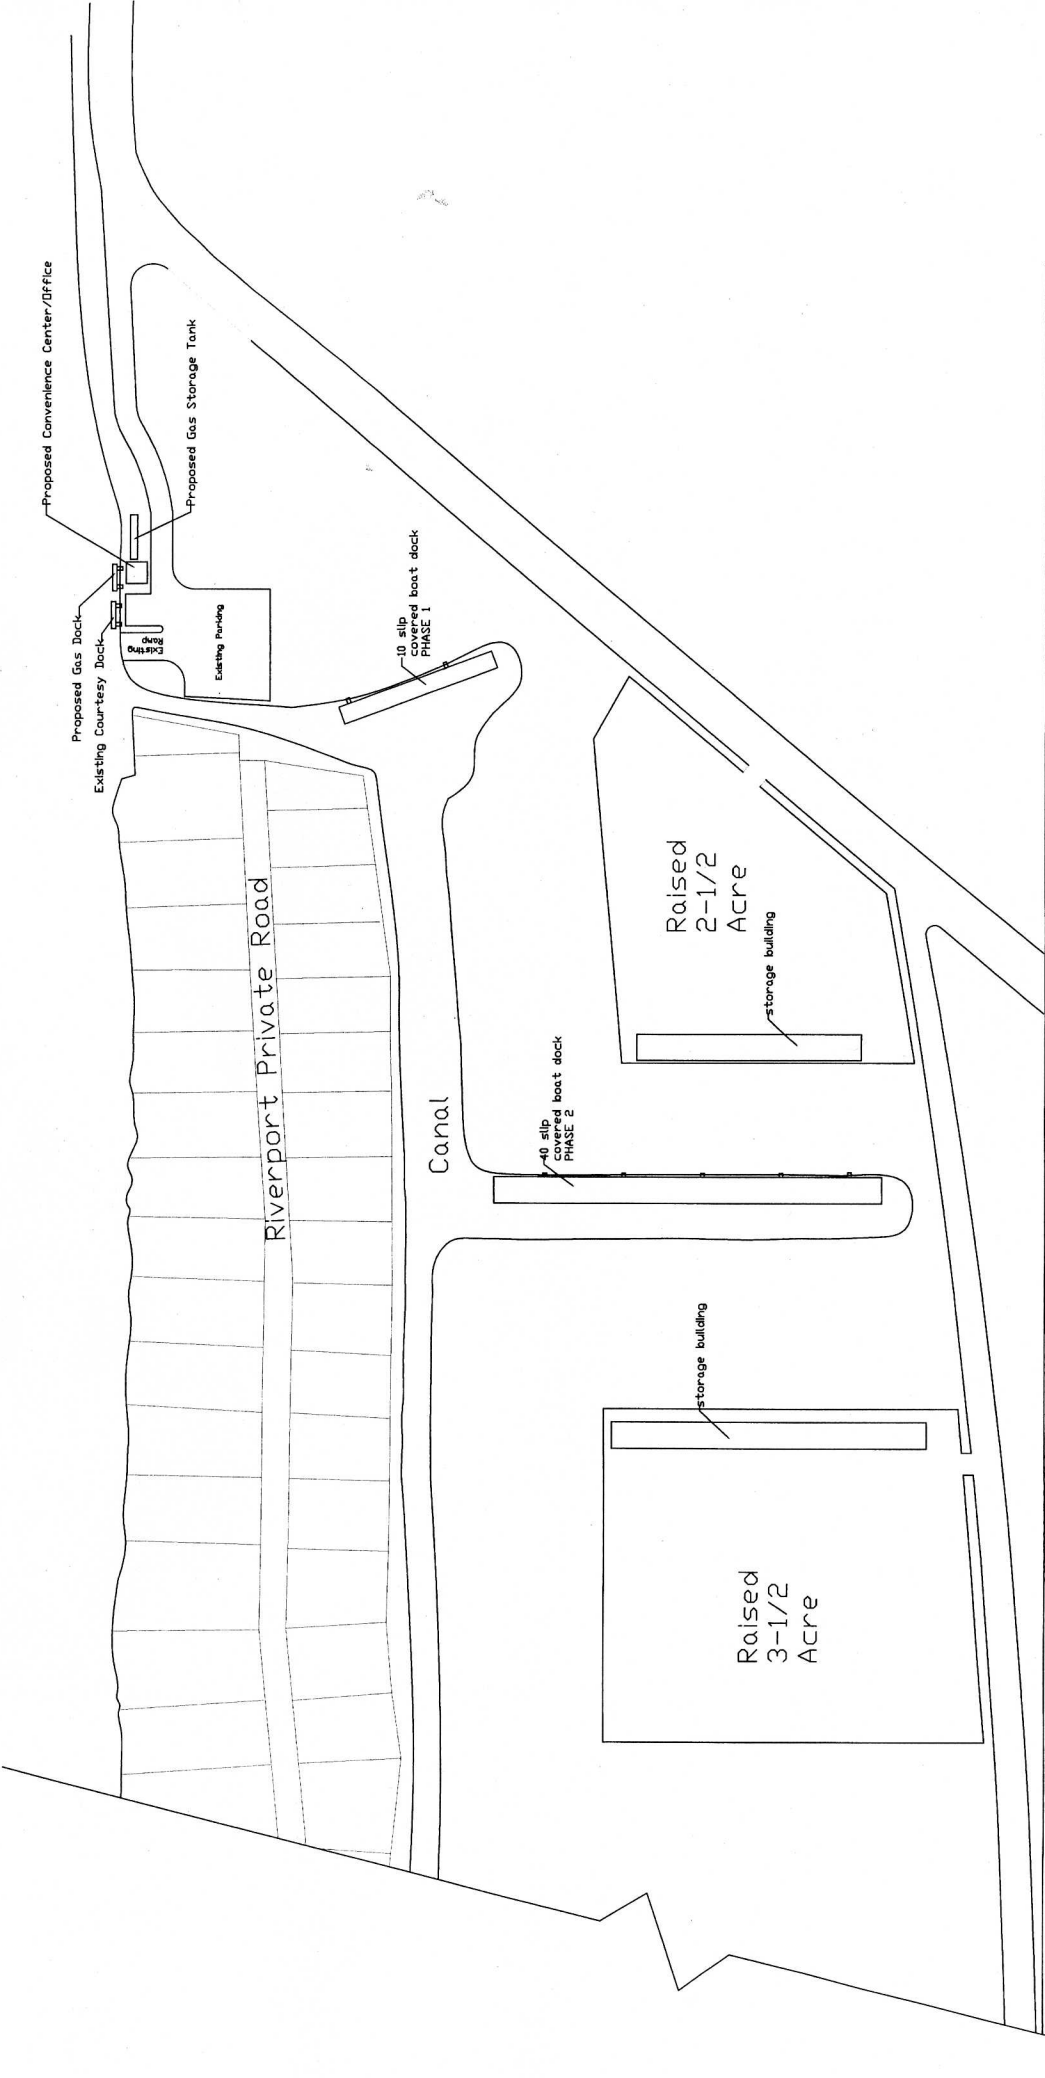 Proposed Convenience Center/Office
Proposed Gas Storage Tank
Proposed Gas Dock
Existing Courtesy Dock
Existing
Ramp
Existing Parking
10 slip
covered boat dock
PHASE 1
Riverport Private Road
Canal
40 slip
covered boat dock
PHASE 2
Raised
2-1/2
Acre
storage building
storage building
Raised
3-1/2
Acre